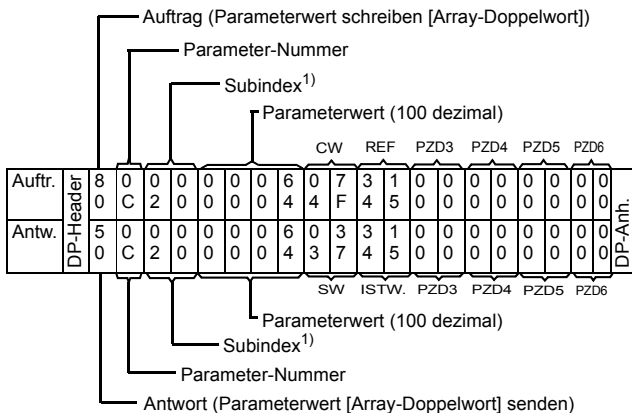 Auftrag (Parameterwert schreiben [Array-Doppelwort])
Parameter-Nummer
Subindex1)
Parameterwert (100 dezimal)
CW REF PZD3 PZD4 PZD5 PZD6
Auftr. DP-Header 8 0 0 0 0 0 0 6 0 7 3 1 0 0 0 0 0 0 0 0 DP-Anh.
0 C 2 0 0 0 0 4 4 F 4 5 0 0 0 0 0 0 0 0
Antw. 5 0 0 0 0 0 0 6 0 3 3 1 0 0 0 0 0 0 0 0
0 C 2 0 0 0 0 4 3 7 4 5 0 0 0 0 0 0 0 0
SW ISTW. PZD3 PZD4 PZD5 PZD6
Parameterwert (100 dezimal)
Subindex1)
Parameter-Nummer
Antwort (Parameterwert [Array-Doppelwort] senden)